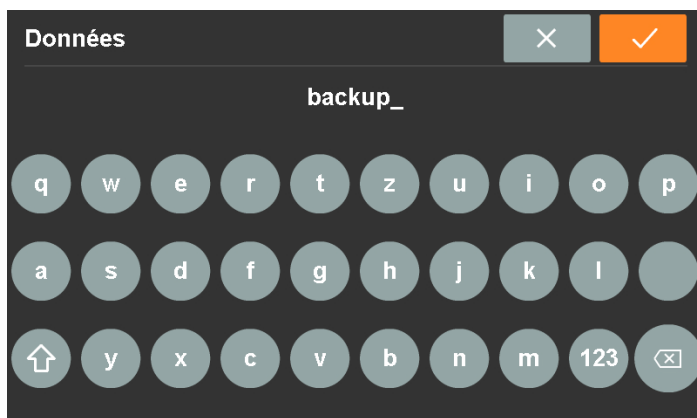 Données
backup_
q w e r t z u i o p
a s d f g h j k l
y x c v b n m 123